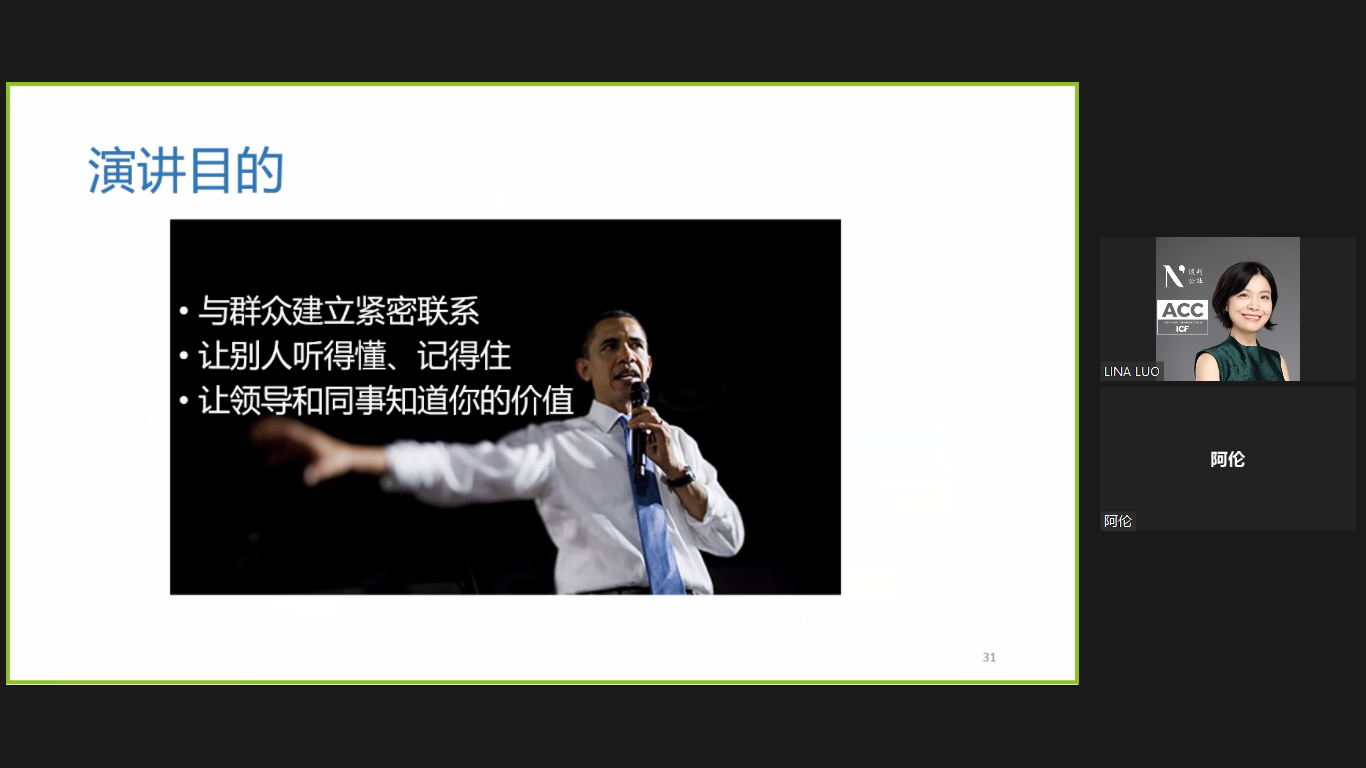 演讲目的
• 与群众建立紧密联系
• 让别人听得懂、记得住
• 让领导和同事知道你的价值
31
N
ACC
ICF
LINA LUO
阿伦
阿伦